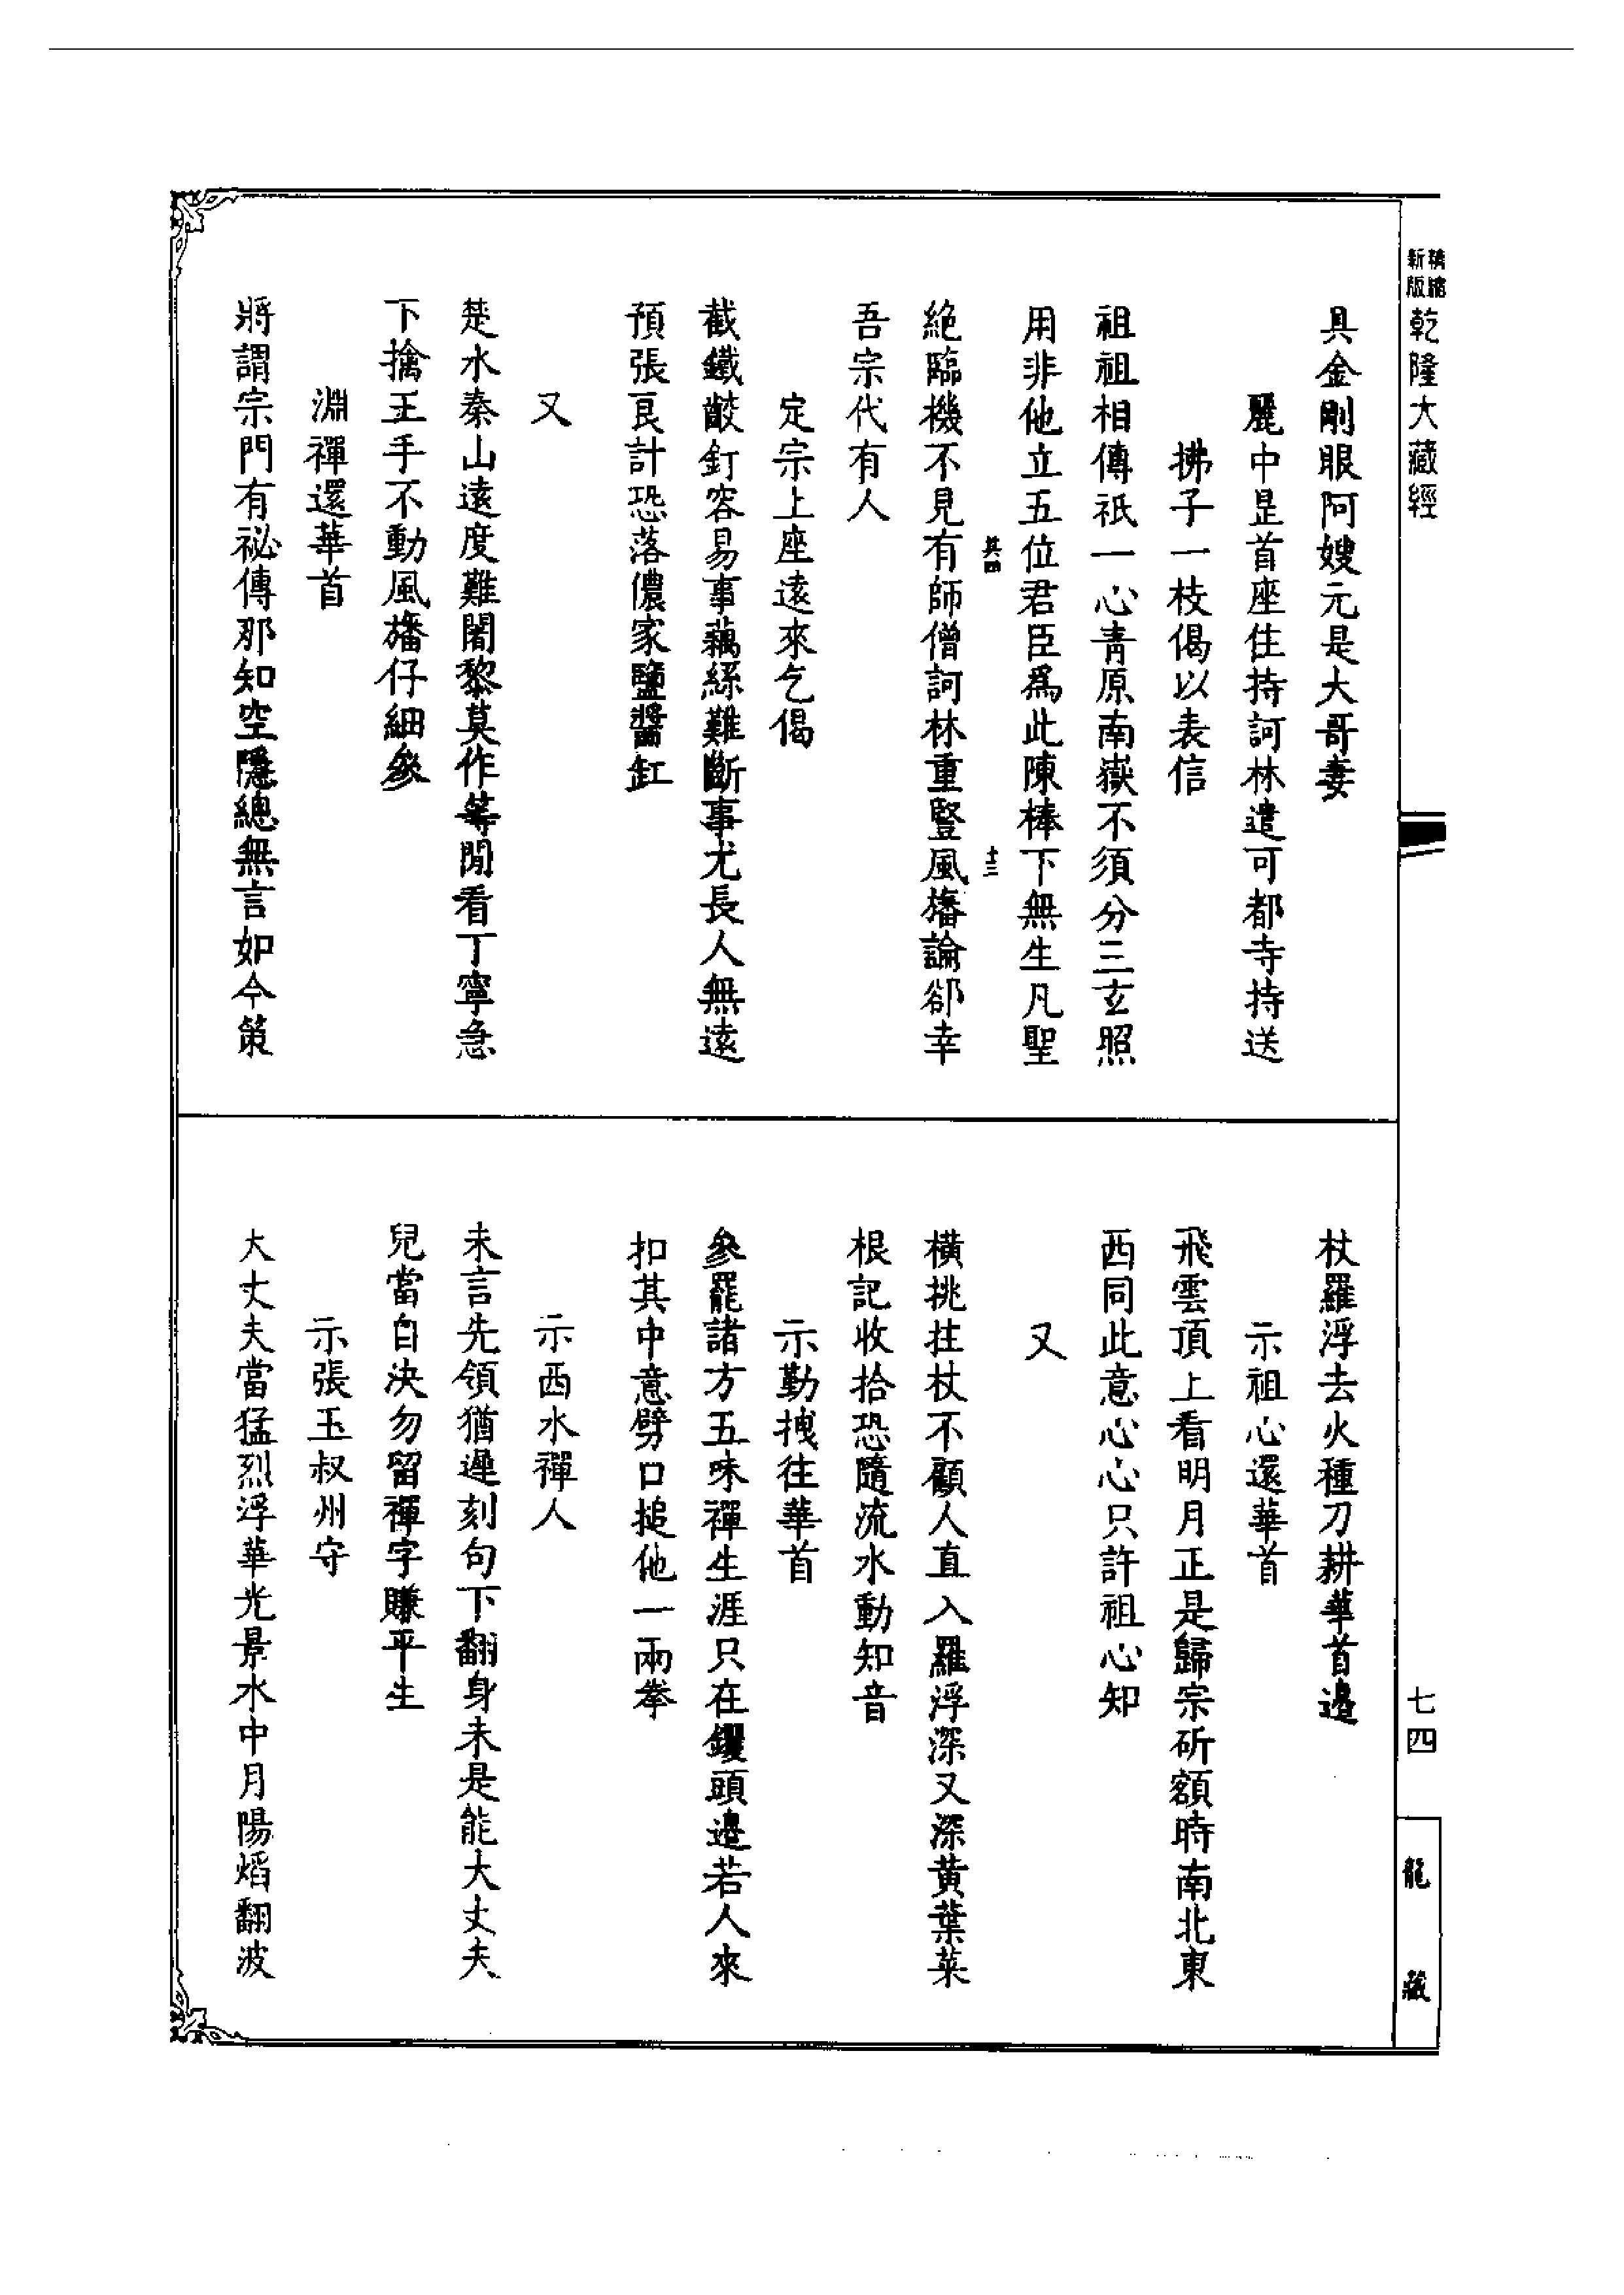 新版精縮乾隆大藏經
具金剛眼阿嫂元是大哥妻
麗中昰首座住持訶林遣可都寺持送
拂子一枝偈以表信
祖祖相傳祇一心青原南嶽不須分三玄照
用非他立五位君臣爲此陳棒下無生凡聖
其四
十三
絕臨機不見有師僧訶林重豎風旛論卻幸
吾宗代有人
定宗上座遠來乞偈
截鐵齩釘容易事藕絲難斷事尤長人無遠
預張良計恐落儂家鹽醬缸
又
楚水秦山遠度難闍黎莫作等閒看丁寧急
下擒王手不動風旛仔細參
淵禪還華首
將謂宗門有祕傳那知空隱總無言如今策
杖羅浮去火種刀耕華首邊
示祖心還華首
飛雲頂上看明月正是歸宗斫額時南北東
西同此意心心只許祖心知
又
橫挑拄杖不顧人直入羅浮深又深黃葉菜
根記收拾恐隨流水動知音
示勤拽往華首
參罷諸方五味禪生涯只在钁頭邊若人來
扣其中意劈口搥他一兩拳
示西水禪人
未言先領猶遲刻句下翻身未是能大丈夫
兒當自決勿留禪字賺平生
示張玉叔州守
大丈夫當猛烈浮華光景水中月陽熖翻波
七四
龍藏